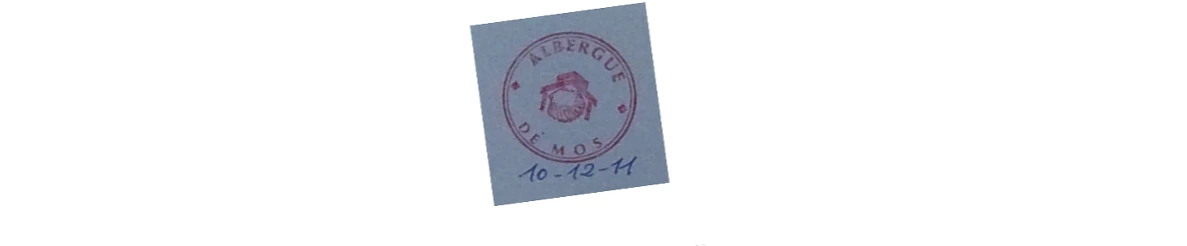 ALBERGUE
DE MOS
10-12-11